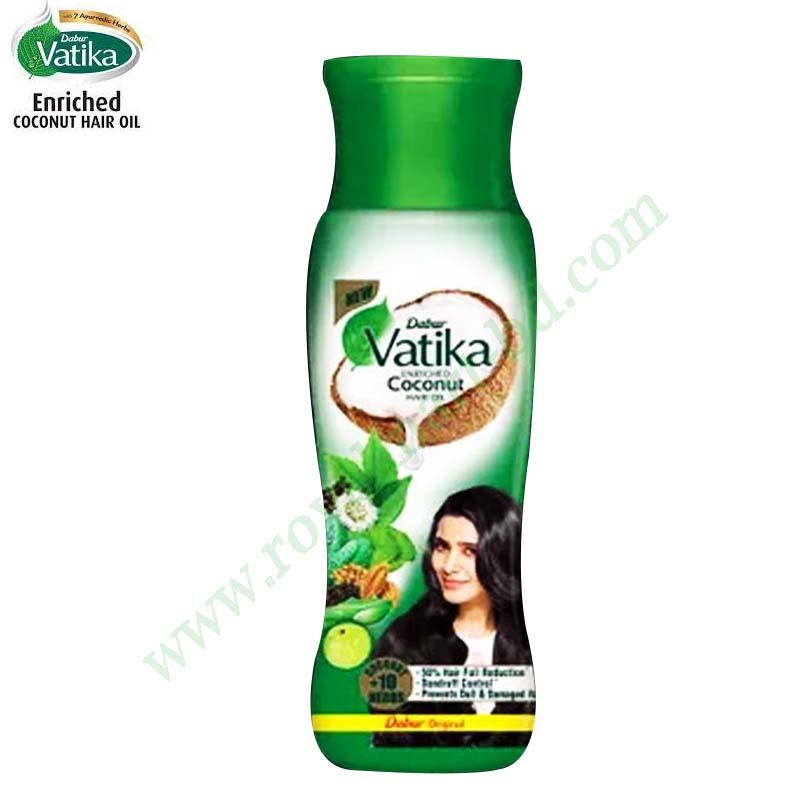 with 7 Ayurvedic Herbs
Dabur
Vatika
Enriched
COCONUT HAIR OIL
NEW
Dabur
Vatika
ENRICHED
Coconut
HAIR OIL
COCONUT
+10
HERBS
- 50% Hair Fall Reduction
- Dandruff Control
- Prevents Dull & Damaged
Dabur Original